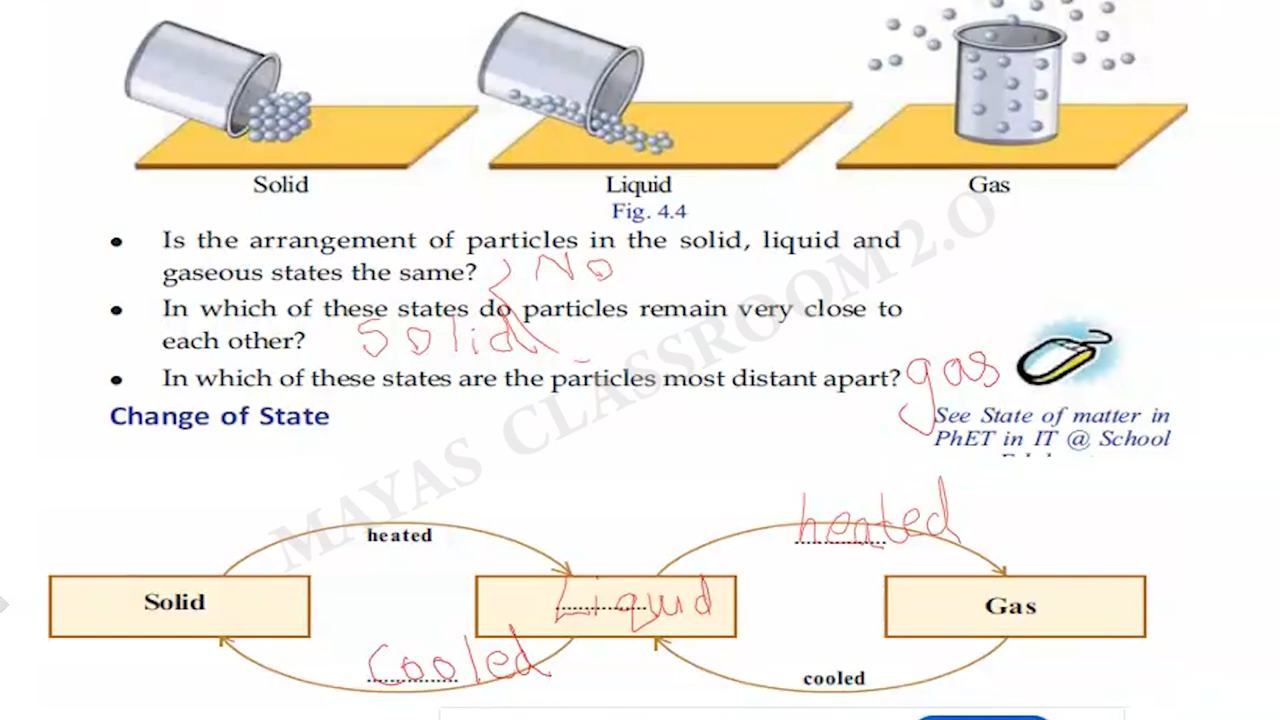 Solid
Liquid
Gas
Fig. 4.4
• Is the arrangement of particles in the solid, liquid and
gaseous states the same? No
• In which of these states do particles remain very close to
each other? Solid
• In which of these states are the particles most distant apart? gas
Change of State
See State of matter in
PhET in IT @ School
MAYAS CLASSROOM 2.O
heated
heated
Solid
Liquid
Gas
Cooled
cooled